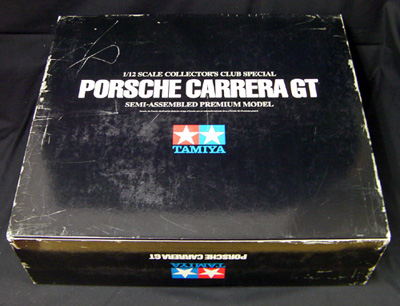 1/12 SCALE COLLECTOR'S CLUB SPECIAL
PORSCHE CARRERA GT
SEMI-ASSEMBLED PREMIUM MODEL
TAMIYA
PORSCHE CARRERA GT